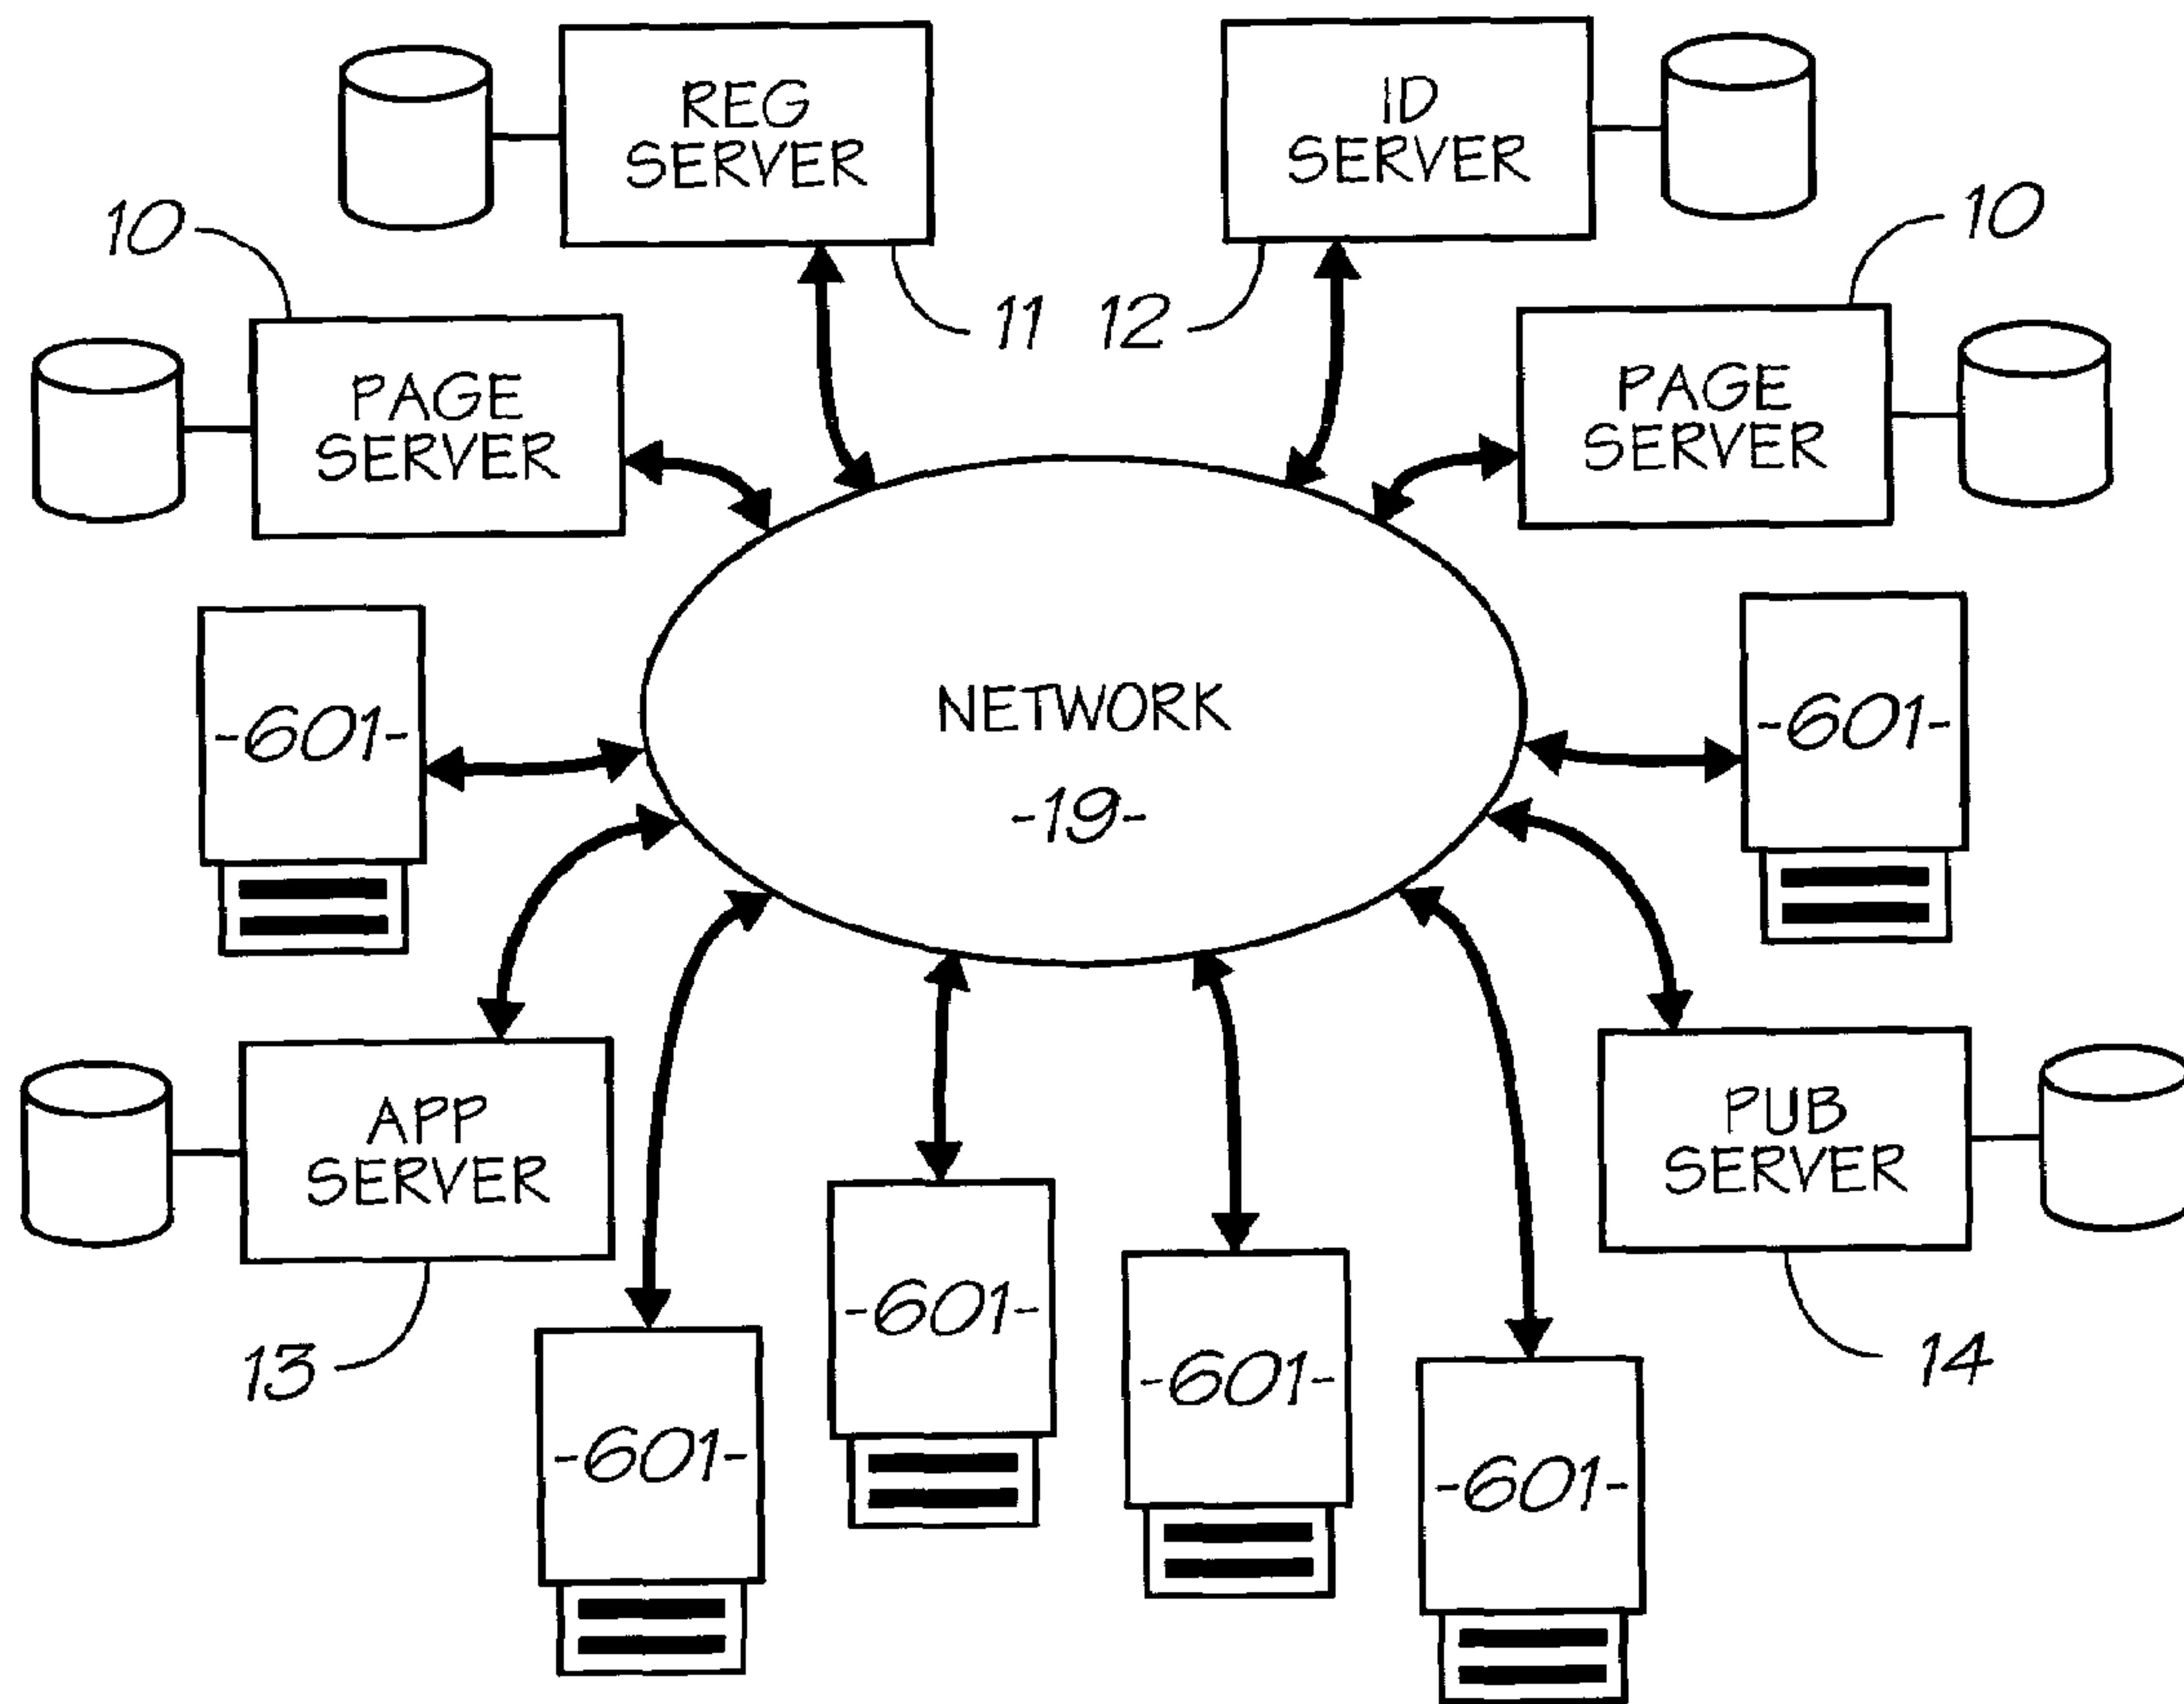 REG
SERVER
ID
SERVER
10
10
11
12
PAGE
SERVER
PAGE
SERVER
-601-
NETWORK
-19-
-601-
APP
SERVER
PUB
SERVER
13
-601-
-601-
-601-
-601-
14